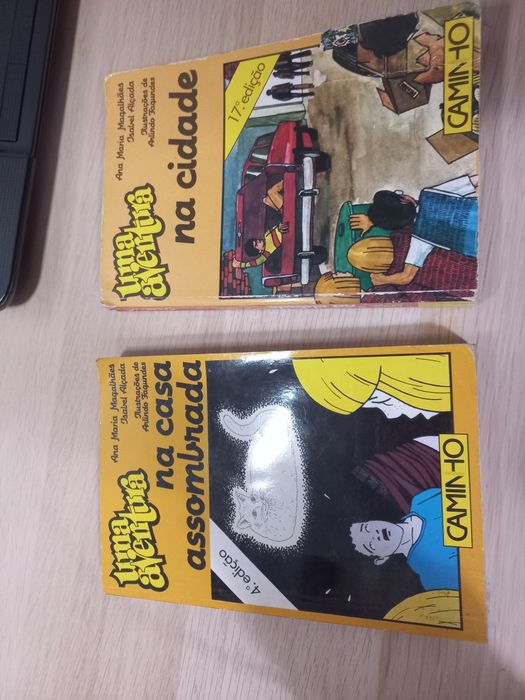 Ana Maria Magalhães
Isabel Alçada
Ilustrações de
Arlindo Fagundes
uma
aventura
na cidade
17.ª edição
CAMINHO
Ana Maria Magalhães
Isabel Alçada
Ilustrações de
Arlindo Fagundes
uma
aventura
na casa
assombrada
4.ª edição
CAMINHO